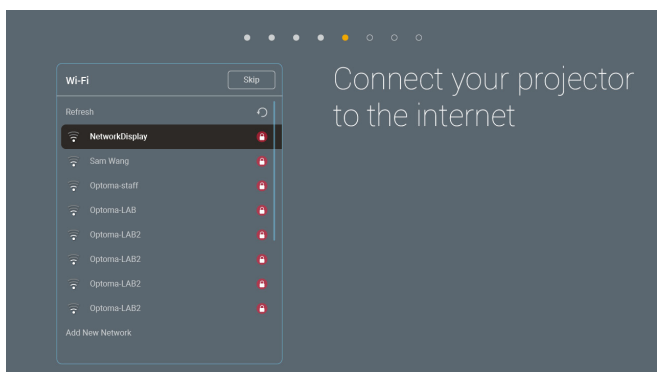 Wi-Fi
Skip
Refresh
NetworkDisplay
Sam Wang
Optoma-staff
Optoma-LAB
Optoma-LAB2
Optoma-LAB2
Optoma-LAB2
Optoma-LAB2
Add New Network
Connect your projector
to the internet